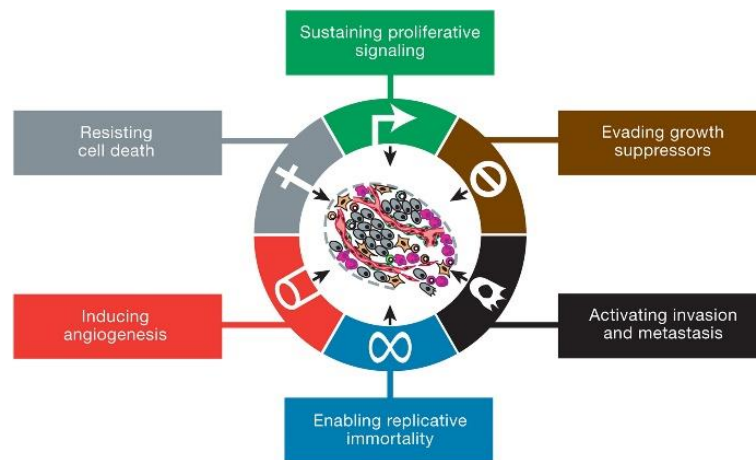 Sustaining proliferative
signaling
Resisting
cell death
Evading growth
suppressors
Inducing
angiogenesis
Activating invasion
and metastasis
Enabling replicative
immortality